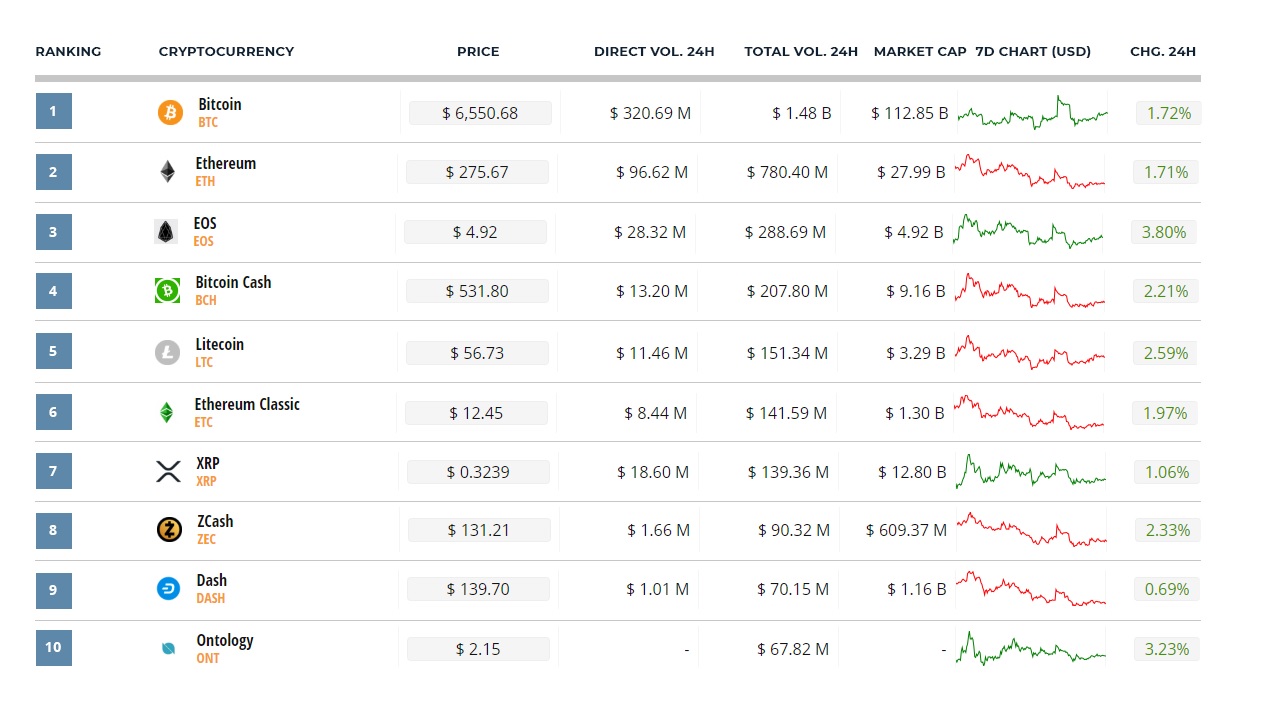 RANKING CRYPTOCURRENCY PRICE DIRECT VOL. 24H TOTAL VOL. 24H MARKET CAP 7D CHART (USD) CHG. 24H
1 Bitcoin $ 6,550.68 $ 320.69 M $ 1.48 B $ 112.85 B 1.72%
BTC
2 Ethereum $ 275.67 $ 96.62 M $ 780.40 M $ 27.99 B 1.71%
ETH
3 EOS $ 4.92 $ 28.32 M $ 288.69 M $ 4.92 B 3.80%
EOS
4 Bitcoin Cash $ 531.80 $ 13.20 M $ 207.80 M $ 9.16 B 2.21%
BCH
5 Litecoin $ 56.73 $ 11.46 M $ 151.34 M $ 3.29 B 2.59%
LTC
6 Ethereum Classic $ 12.45 $ 8.44 M $ 141.59 M $ 1.30 B 1.97%
ETC
7 XRP $ 0.3239 $ 18.60 M $ 139.36 M $ 12.80 B 1.06%
XRP
8 ZCash $ 131.21 $ 1.66 M $ 90.32 M $ 609.37 M 2.33%
ZEC
9 Dash $ 139.70 $ 1.01 M $ 70.15 M $ 1.16 B 0.69%
DASH
10 Ontology $ 2.15 - $ 67.82 M - 3.23%
ONT